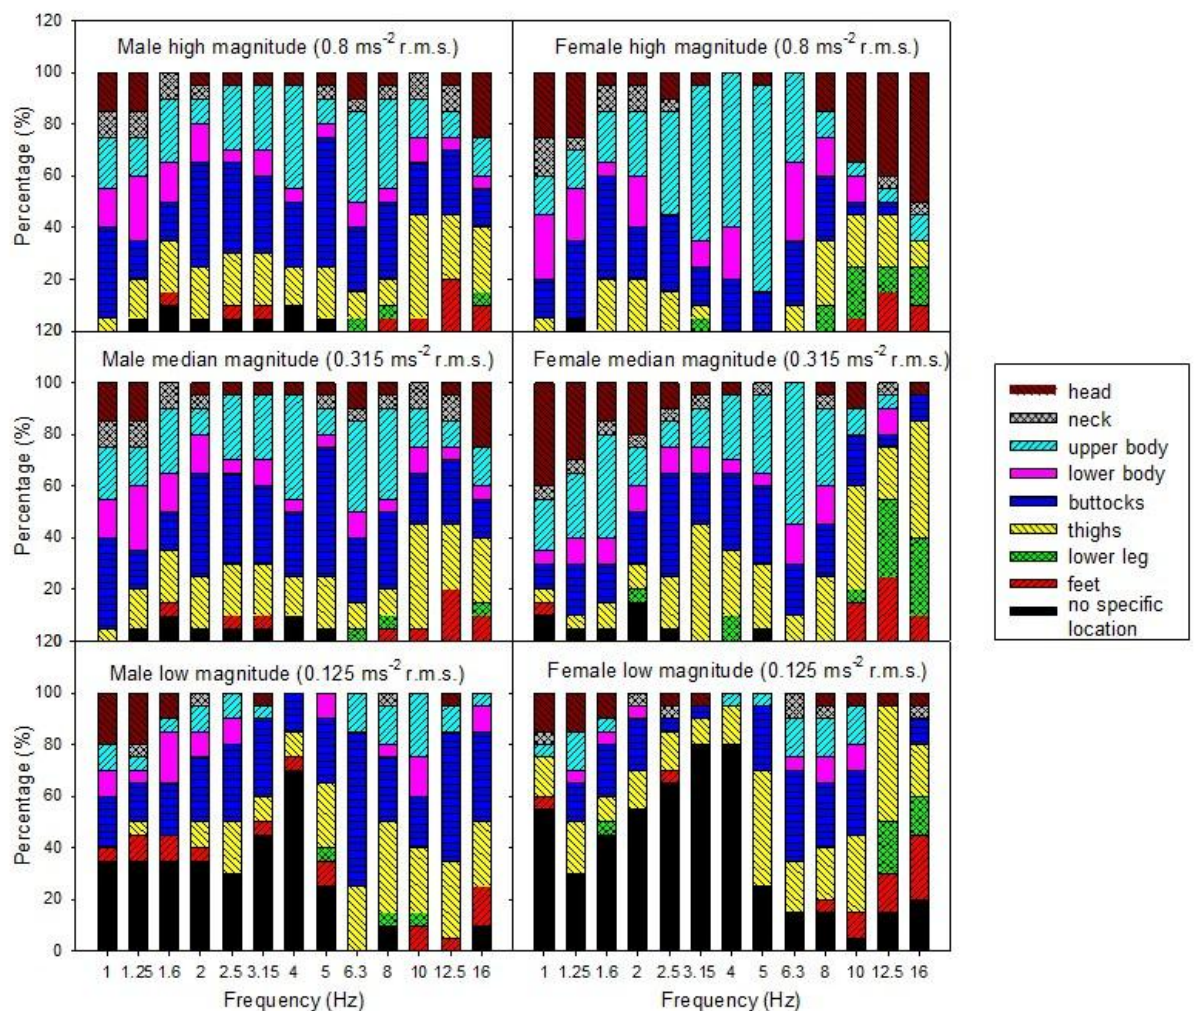 120
Male high magnitude (0.8 ms-2 r.m.s.)
Female high magnitude (0.8 ms-2 r.m.s.)
100
80
60
40
20
Percentage (%)
120
Male median magnitude (0.315 ms-2 r.m.s.)
Female median magnitude (0.315 ms-2 r.m.s.)
100
80
60
40
20
Percentage (%)
120
Male low magnitude (0.125 ms-2 r.m.s.)
Female low magnitude (0.125 ms-2 r.m.s.)
100
80
60
40
20
0
Percentage (%)
1 1.25 1.6 2 2.5 3.15 4 5 6.3 8 10 12.5 16
1 1.25 1.6 2 2.5 3.15 4 5 6.3 8 10 12.5 16
Frequency (Hz)
Frequency (Hz)
head
neck
upper body
lower body
buttocks
thighs
lower leg
feet
no specific
location